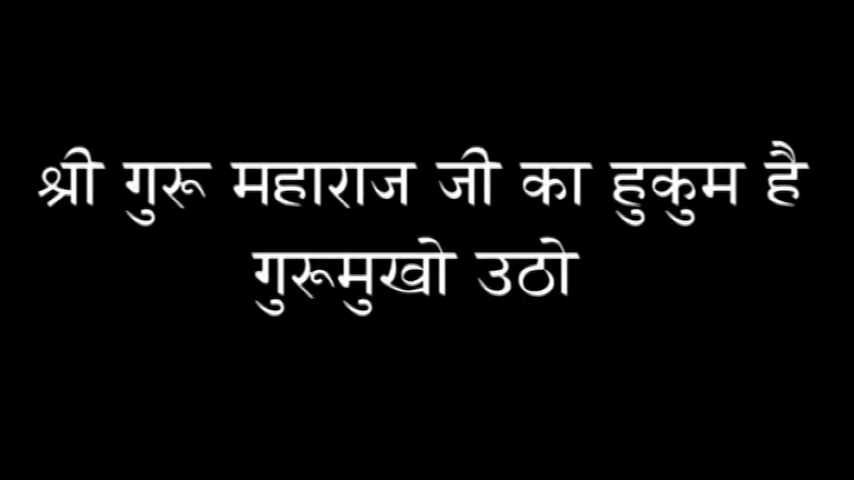 श्री गुरू महाराज जी का हुकुम है
गुरूमुखो उठो